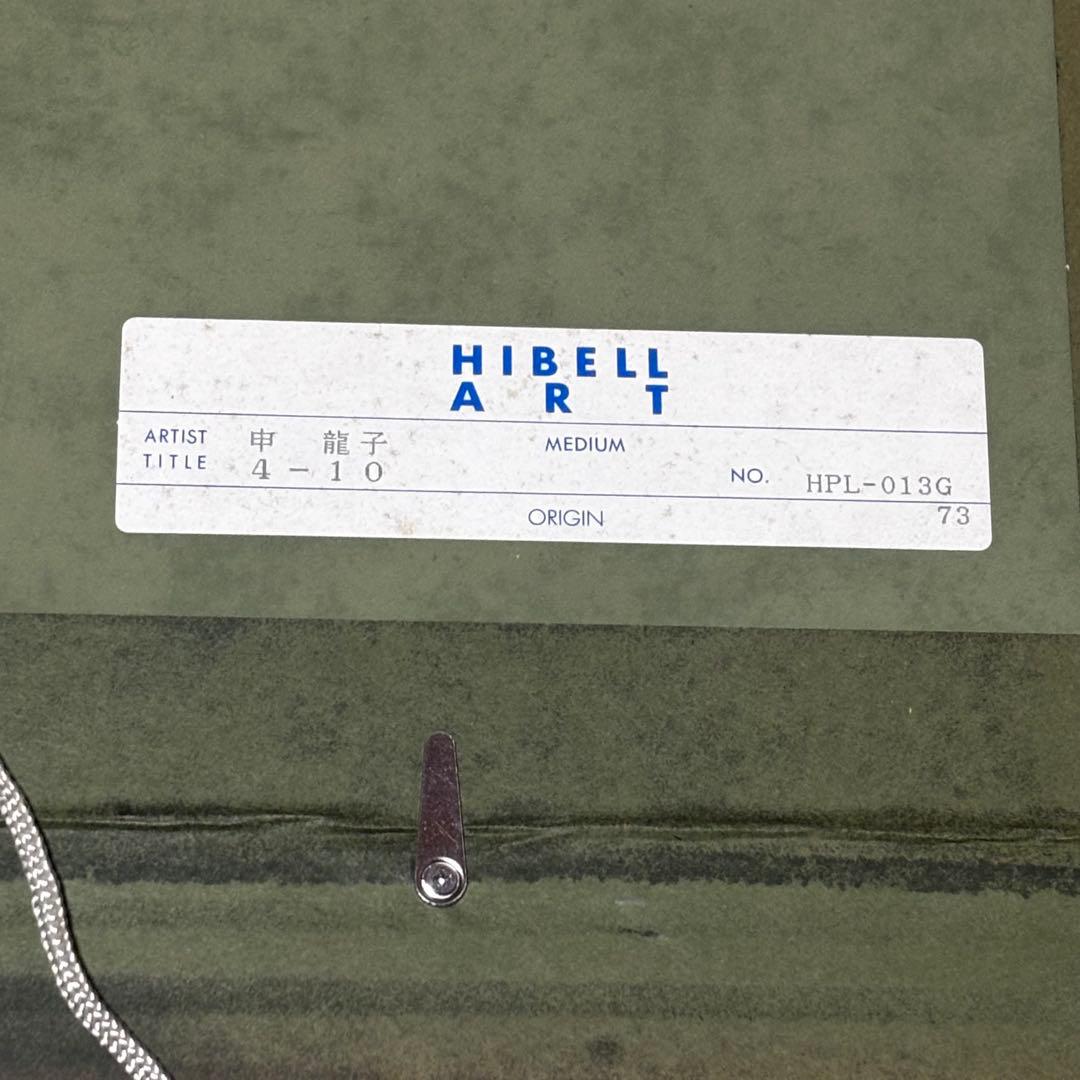 HIBELL
ART
ARTIST 申 龍子 MEDIUM
TITLE 4-10 NO. HPL-013G
ORIGIN 73